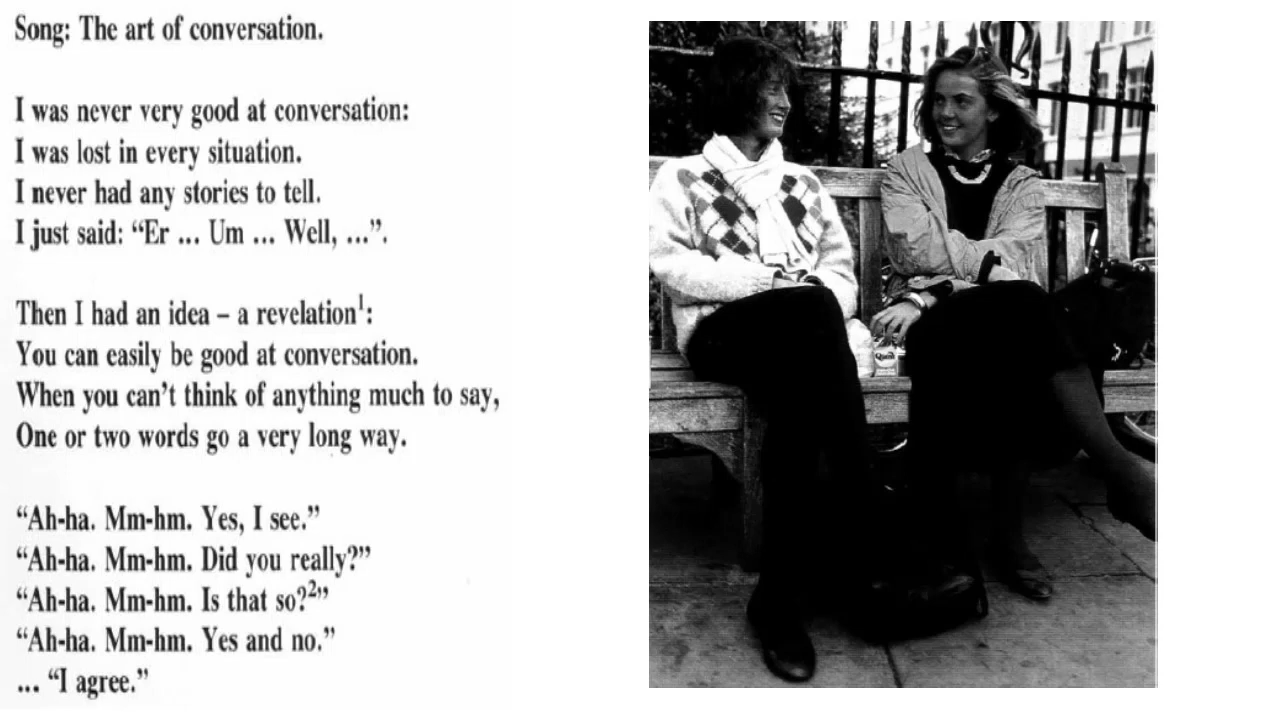 Song: The art of conversation.
I was never very good at conversation:
I was lost in every situation.
I never had any stories to tell.
I just said: “Er ... Um ... Well, ...”.
Then I had an idea – a revelation¹:
You can easily be good at conversation.
When you can’t think of anything much to say,
One or two words go a very long way.
“Ah-ha. Mm-hm. Yes, I see.”
“Ah-ha. Mm-hm. Did you really?”
“Ah-ha. Mm-hm. Is that so?²”
“Ah-ha. Mm-hm. Yes and no.”
... “I agree.”